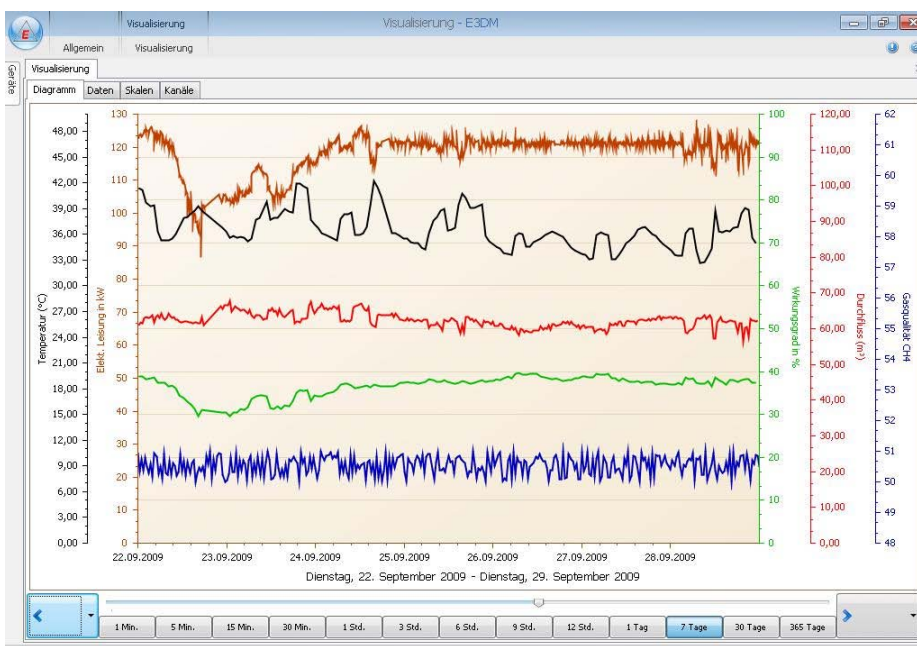 Visualisierung
Visualisierung - E3DM
Allgemein
Visualisierung
Geräte
Visualisierung
Diagramm
Daten
Skalen
Kanäle
48,00
45,00
42,00
39,00
36,00
33,00
30,00
27,00
24,00
21,00
18,00
15,00
12,00
9,00
6,00
3,00
0,00
Temperatur (°C)
130
120
110
100
90
80
70
60
50
40
30
20
10
0
Elekt. Leisung in kW
100
90
80
70
60
50
40
30
20
10
0
Wirkungsgrad in %
120,00
110,00
100,00
90,00
80,00
70,00
60,00
50,00
40,00
30,00
20,00
10,00
0,00
Durchfluss (m³)
62
61
60
59
58
57
56
55
54
53
52
51
50
49
48
Gasqualität CH4
22.09.2009
23.09.2009
24.09.2009
25.09.2009
26.09.2009
27.09.2009
28.09.2009
Dienstag, 22. September 2009 - Dienstag, 29. September 2009
1 Min.
5 Min.
15 Min.
30 Min.
1 Std.
3 Std.
6 Std.
9 Std.
12 Std.
1 Tag
7 Tage
30 Tage
365 Tage